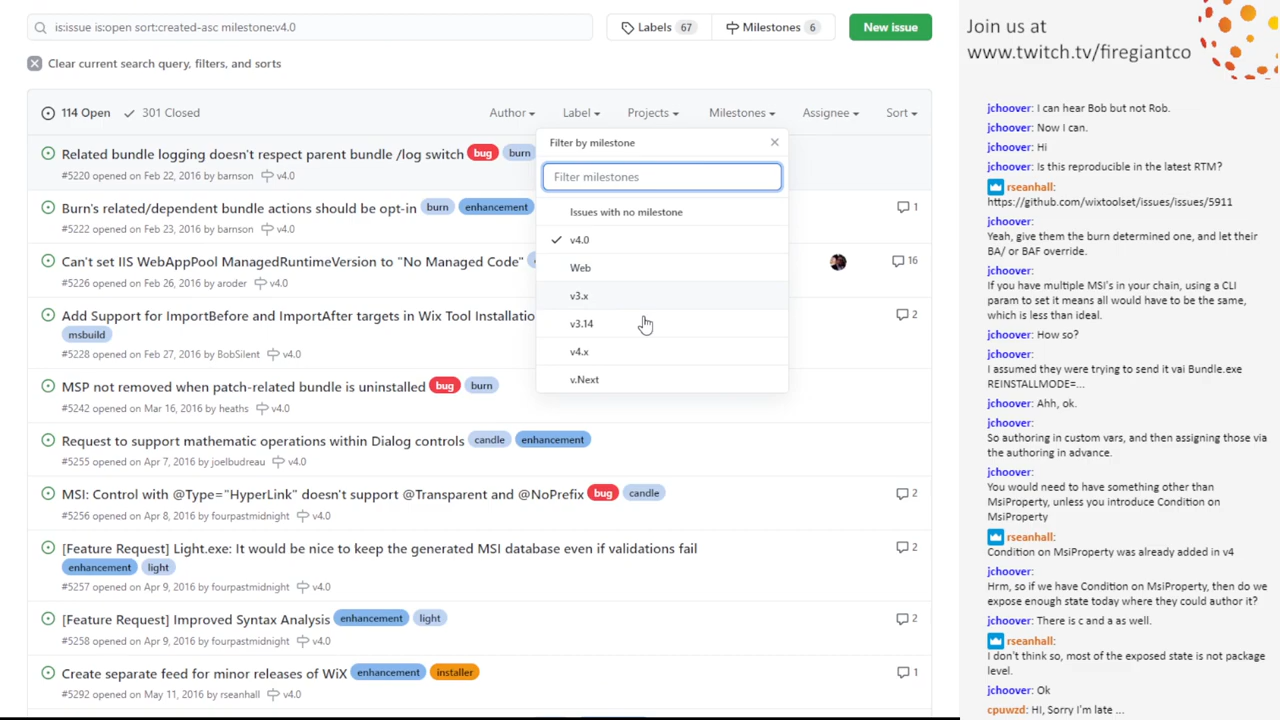 is:issue is:open sort:created-asc milestone:v4.0
Labels 67
Milestones 6
New issue
Clear current search query, filters, and sorts
114 Open
301 Closed
Author
Label
Projects
Milestones
Assignee
Sort
Filter by milestone
Filter milestones
Issues with no milestone
v4.0
Web
v3.x
v3.14
v4.x
v.Next
Related bundle logging doesn't respect parent bundle /log switch bug burn
#5220 opened on Feb 22, 2016 by barnson v4.0
Burn's related/dependent bundle actions should be opt-in burn enhancement 1
#5222 opened on Feb 23, 2016 by barnson v4.0
Can't set IIS WebAppPool ManagedRuntimeVersion to "No Managed Code" 16
#5226 opened on Feb 26, 2016 by aroder v4.0
Add Support for ImportBefore and ImportAfter targets in Wix Tool Installatio 2
msbuild
#5228 opened on Feb 27, 2016 by BobSilent v4.0
MSP not removed when patch-related bundle is uninstalled bug burn
#5242 opened on Mar 16, 2016 by heaths v4.0
Request to support mathematic operations within Dialog controls candle enhancement
#5255 opened on Apr 7, 2016 by joelbudreau v4.0
MSI: Control with @Type="HyperLink" doesn't support @Transparent and @NoPrefix bug candle 2
#5256 opened on Apr 8, 2016 by fourpastmidnight v4.0
[Feature Request] Light.exe: It would be nice to keep the generated MSI database even if validations fail 2
enhancement light
#5257 opened on Apr 9, 2016 by fourpastmidnight v4.0
[Feature Request] Improved Syntax Analysis enhancement light 2
#5258 opened on Apr 9, 2016 by fourpastmidnight v4.0
Create separate feed for minor releases of WiX enhancement installer 1
#5292 opened on May 11, 2016 by rseanhall v4.0
Join us at
www.twitch.tv/firegiantco
jchoover: I can hear Bob but not Rob.
jchoover: Now I can.
jchoover: Hi
jchoover: Is this reproducible in the latest RTM?
rseanhall:
https://github.com/wixtoolset/issues/issues/5911
jchoover:
Yeah, give them the burn determined one, and let their
BA/ or BAF override.
jchoover:
If you have multiple MSI's in your chain, using a CLI
param to set it means all would have to be the same,
which is less than ideal.
jchoover: How so?
jchoover:
I assumed they were trying to send it vai Bundle.exe
REINSTALLMODE=...
jchoover: Ahh, ok.
jchoover:
So authoring in custom vars, and then assigning those via
the authoring in advance.
jchoover:
You would need to have something other than
MsiProperty, unless you introduce Condition on
MsiProperty
rseanhall:
Condition on MsiProperty was already added in v4
jchoover:
Hrm, so if we have Condition on MsiProperty, then do we
expose enough state today where they could author it?
jchoover: There is c and a as well.
rseanhall:
I don't think so, most of the exposed state is not package
level.
jchoover: Ok
cpuwzd: HI, Sorry I'm late ...